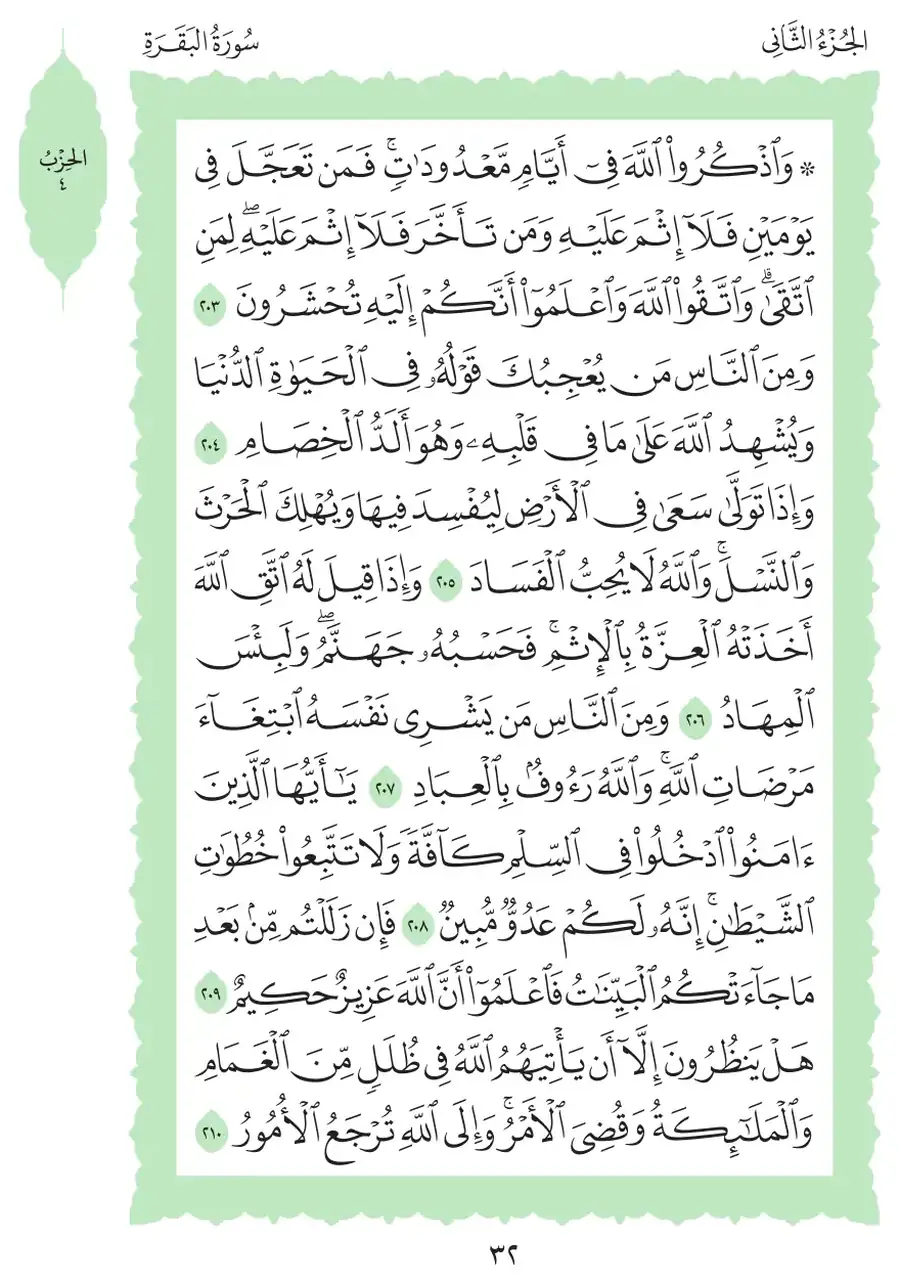 الجُزْءُ الثَّانِي
سُورَةُ البَقَرَةِ
الحِزْبُ
٤
۞ وَٱذۡكُرُواْ ٱللَّهَ فِيٓ أَيَّامٖ مَّعۡدُودَٰتٖۚ فَمَن تَعَجَّلَ فِي
يَوۡمَيۡنِ فَلَآ إِثۡمَ عَلَيۡهِ وَمَن تَأَخَّرَ فَلَآ إِثۡمَ عَلَيۡهِۖ لِمَنِ
ٱتَّقَىٰۗ وَٱتَّقُواْ ٱللَّهَ وَٱعۡلَمُوٓاْ أَنَّكُمۡ إِلَيۡهِ تُحۡشَرُونَ ٢٠٣
وَمِنَ ٱلنَّاسِ مَن يُعۡجِبُكَ قَوۡلُهُۥ فِي ٱلۡحَيَوٰةِ ٱلدُّنۡيَا
وَيُشۡهِدُ ٱللَّهَ عَلَىٰ مَا فِي قَلۡبِهِۦ وَهُوَ أَلَدُّ ٱلۡخِصَامِ ٢٠٤
وَإِذَا تَوَلَّىٰ سَعَىٰ فِي ٱلۡأَرۡضِ لِيُفۡسِدَ فِيهَا وَيُهۡلِكَ ٱلۡحَرۡثَ
وَٱلنَّسۡلَۚ وَٱللَّهُ لَا يُحِبُّ ٱلۡفَسَادَ ٢٠٥ وَإِذَا قِيلَ لَهُ ٱتَّقِ ٱللَّهَ
أَخَذَتۡهُ ٱلۡعِزَّةُ بِٱلۡإِثۡمِۚ فَحَسۡبُهُۥ جَهَنَّمُۖ وَلَبِئۡسَ
ٱلۡمِهَادُ ٢٠٦ وَمِنَ ٱلنَّاسِ مَن يَشۡرِي نَفۡسَهُ ٱبۡتِغَآءَ
مَرۡضَاتِ ٱللَّهِۚ وَٱللَّهُ رَءُوفُۢ بِٱلۡعِبَادِ ٢٠٧ يَٰٓأَيُّهَا ٱلَّذِينَ
ءَامَنُواْ ٱدۡخُلُواْ فِي ٱلسِّلۡمِ كَآفَّةٗ وَلَا تَتَّبِعُواْ خُطُوَٰتِ
ٱلشَّيۡطَٰنِۚ إِنَّهُۥ لَكُمۡ عَدُوّٞ مُّبِينٞ ٢٠٨ فَإِن زَلَلۡتُم مِّنۢ بَعۡدِ
مَا جَآءَتۡكُمُ ٱلۡبَيِّنَٰتُ فَٱعۡلَمُوٓاْ أَنَّ ٱللَّهَ عَزِيزٌ حَكِيمٌ ٢٠٩
هَلۡ يَنظُرُونَ إِلَّآ أَن يَأۡتِيَهُمُ ٱللَّهُ فِي ظُلَلٖ مِّنَ ٱلۡغَمَامِ
وَٱلۡمَلَٰٓئِكَةُ وَقُضِيَ ٱلۡأَمۡرُۚ وَإِلَى ٱللَّهِ تُرۡجَعُ ٱلۡأُمُورُ ٢١٠
٣٢